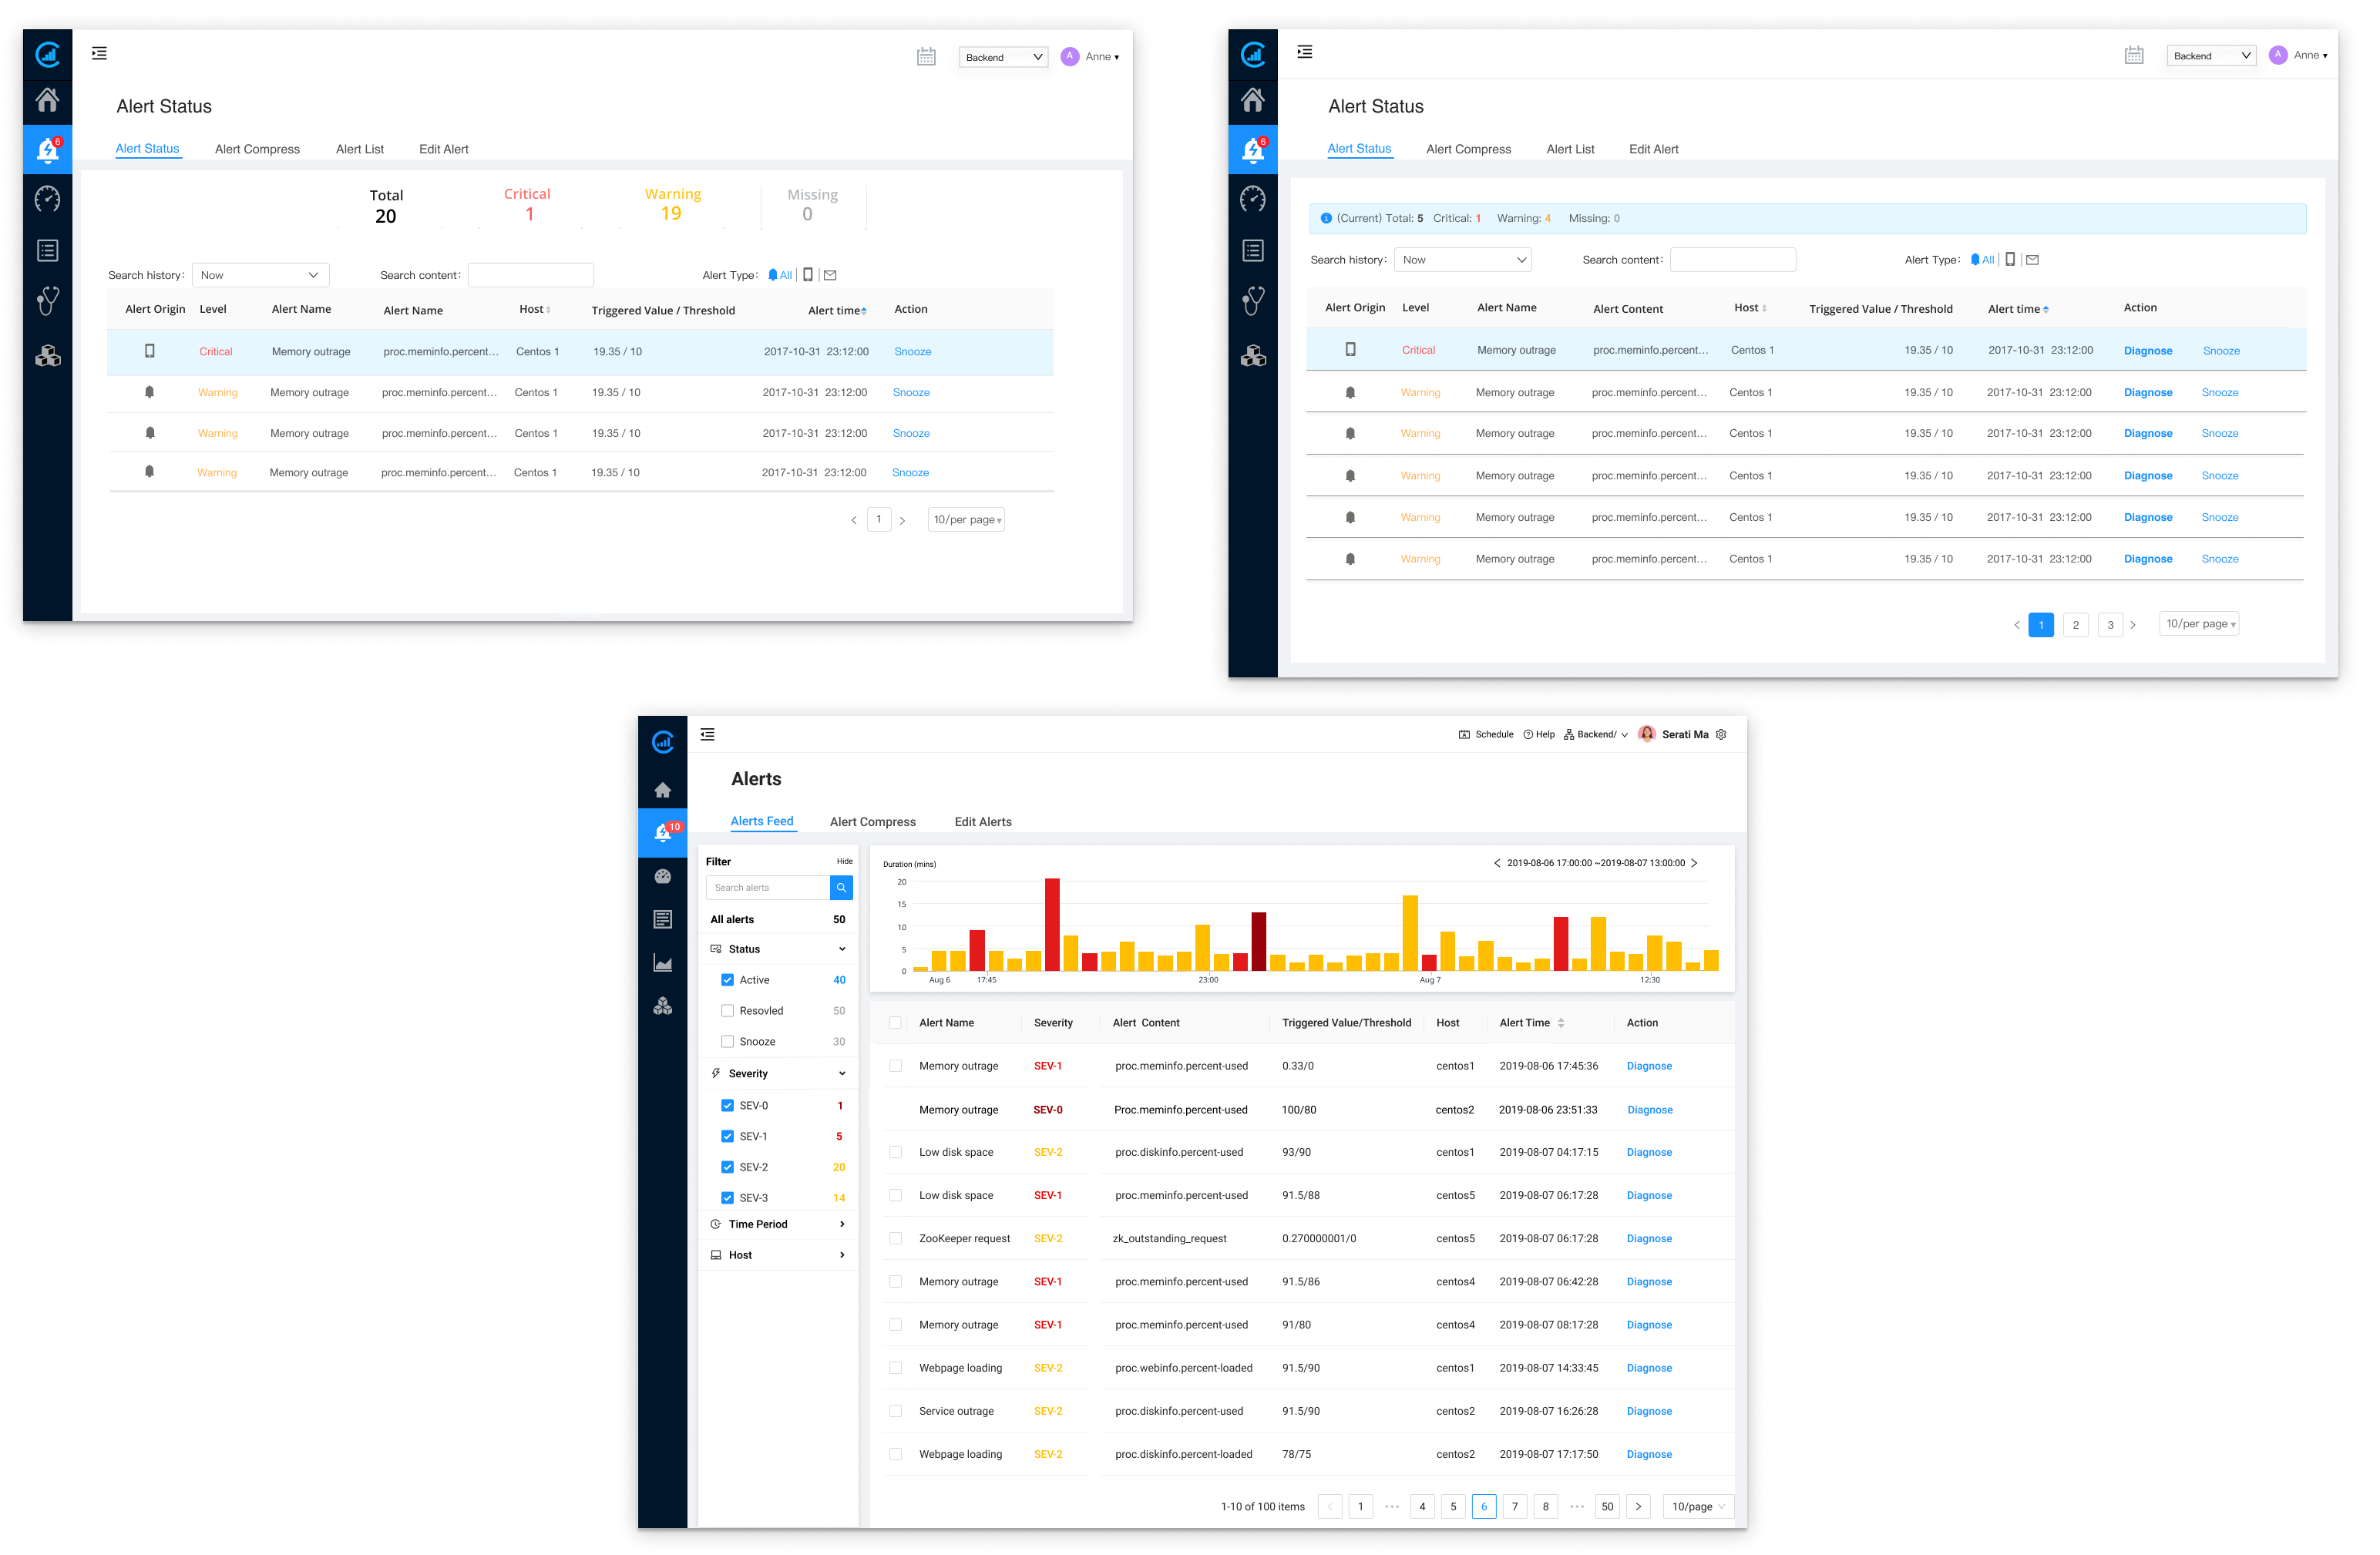 Backend A Anne
Alert Status
6
Alert Status Alert Compress Alert List Edit Alert
Total Critical Warning Missing
20 1 19 0
Search history: Now Search content: Alert Type: All
Alert Origin Level Alert Name Alert Name Host Triggered Value / Threshold Alert time Action
Critical Memory outrage proc.meminfo.percent... Centos 1 19.35 / 10 2017-10-31 23:12:00 Snooze
Warning Memory outrage proc.meminfo.percent... Centos 1 19.35 / 10 2017-10-31 23:12:00 Snooze
Warning Memory outrage proc.meminfo.percent... Centos 1 19.35 / 10 2017-10-31 23:12:00 Snooze
Warning Memory outrage proc.meminfo.percent... Centos 1 19.35 / 10 2017-10-31 23:12:00 Snooze
1 10/per page
Backend A Anne
Alert Status
6
Alert Status Alert Compress Alert List Edit Alert
(Current) Total: 5 Critical: 1 Warning: 4 Missing: 0
Search history: Now Search content: Alert Type: All
Alert Origin Level Alert Name Alert Content Host Triggered Value / Threshold Alert time Action
Critical Memory outrage proc.meminfo.percent... Centos 1 19.35 / 10 2017-10-31 23:12:00 Diagnose Snooze
Warning Memory outrage proc.meminfo.percent... Centos 1 19.35 / 10 2017-10-31 23:12:00 Diagnose Snooze
Warning Memory outrage proc.meminfo.percent... Centos 1 19.35 / 10 2017-10-31 23:12:00 Diagnose Snooze
Warning Memory outrage proc.meminfo.percent... Centos 1 19.35 / 10 2017-10-31 23:12:00 Diagnose Snooze
Warning Memory outrage proc.meminfo.percent... Centos 1 19.35 / 10 2017-10-31 23:12:00 Diagnose Snooze
Warning Memory outrage proc.meminfo.percent... Centos 1 19.35 / 10 2017-10-31 23:12:00 Diagnose Snooze
1 2 3 10/per page
Schedule Help Backend/ Serati Ma
Alerts
10
Alerts Feed Alert Compress Edit Alerts
Filter Hide
Search alerts
All alerts 50
Status
Active 40
Resovled 50
Snooze 30
Severity
SEV-0 1
SEV-1 5
SEV-2 20
SEV-3 14
Time Period
Host
Duration (mins) 2019-08-06 17:00:00 ~2019-08-07 13:00:00
20
15
10
5
0
Aug 6 17:45 23:00 Aug 7 12:30
Alert Name Severity Alert Content Triggered Value/Threshold Host Alert Time Action
Memory outrage SEV-1 proc.meminfo.percent-used 0.33/0 centos1 2019-08-06 17:45:36 Diagnose
Memory outrage SEV-0 Proc.meminfo.percent-used 100/80 centos2 2019-08-06 23:51:33 Diagnose
Low disk space SEV-2 proc.diskinfo.percent-used 93/90 centos1 2019-08-07 04:17:15 Diagnose
Low disk space SEV-1 proc.meminfo.percent-used 91.5/88 centos5 2019-08-07 06:17:28 Diagnose
ZooKeeper request SEV-2 zk_outstanding_request 0.270000001/0 centos5 2019-08-07 06:17:28 Diagnose
Memory outrage SEV-1 proc.meminfo.percent-used 91.5/86 centos4 2019-08-07 06:42:28 Diagnose
Memory outrage SEV-1 proc.meminfo.percent-used 91/80 centos4 2019-08-07 08:17:28 Diagnose
Webpage loading SEV-2 proc.webinfo.percent-loaded 91.5/90 centos1 2019-08-07 14:33:45 Diagnose
Service outrage SEV-2 proc.diskinfo.percent-used 91.5/90 centos2 2019-08-07 16:26:28 Diagnose
Webpage loading SEV-2 proc.diskinfo.percent-loaded 78/75 centos2 2019-08-07 17:17:50 Diagnose
1-10 of 100 items 1 ••• 4 5 6 7 8 ••• 50 10/page